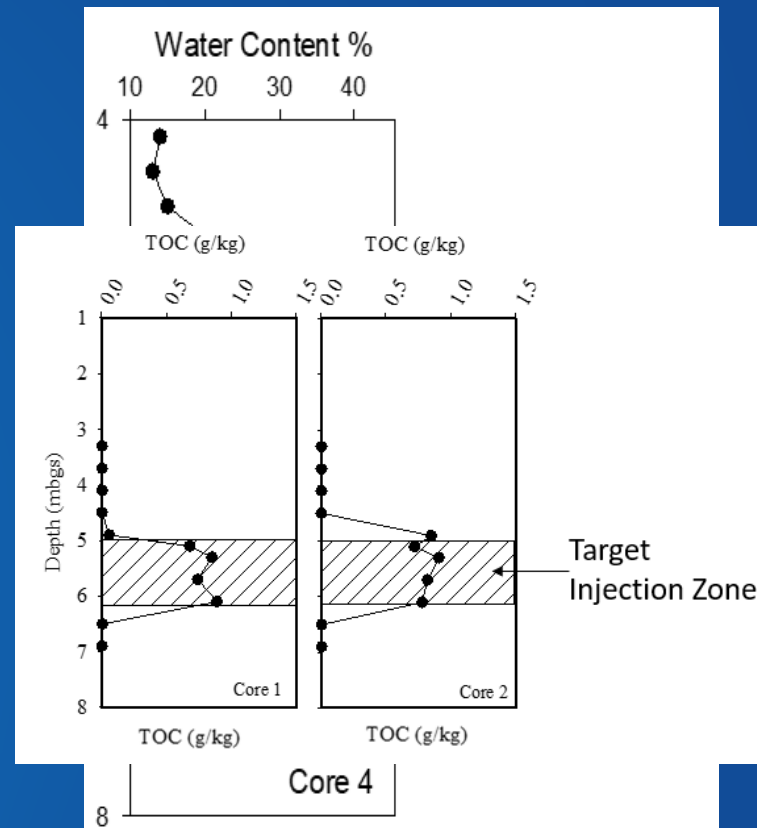 Water Content %
10 20 30 40
4
TOC (g/kg) TOC (g/kg)
0.0 0.5 1.0 1.5 0.0 0.5 1.0 1.5
1
2
3
4
5
6
7
8
Depth (mbgs)
Target
Injection Zone
Core 1 Core 2
TOC (g/kg) TOC (g/kg)
Core 4
8